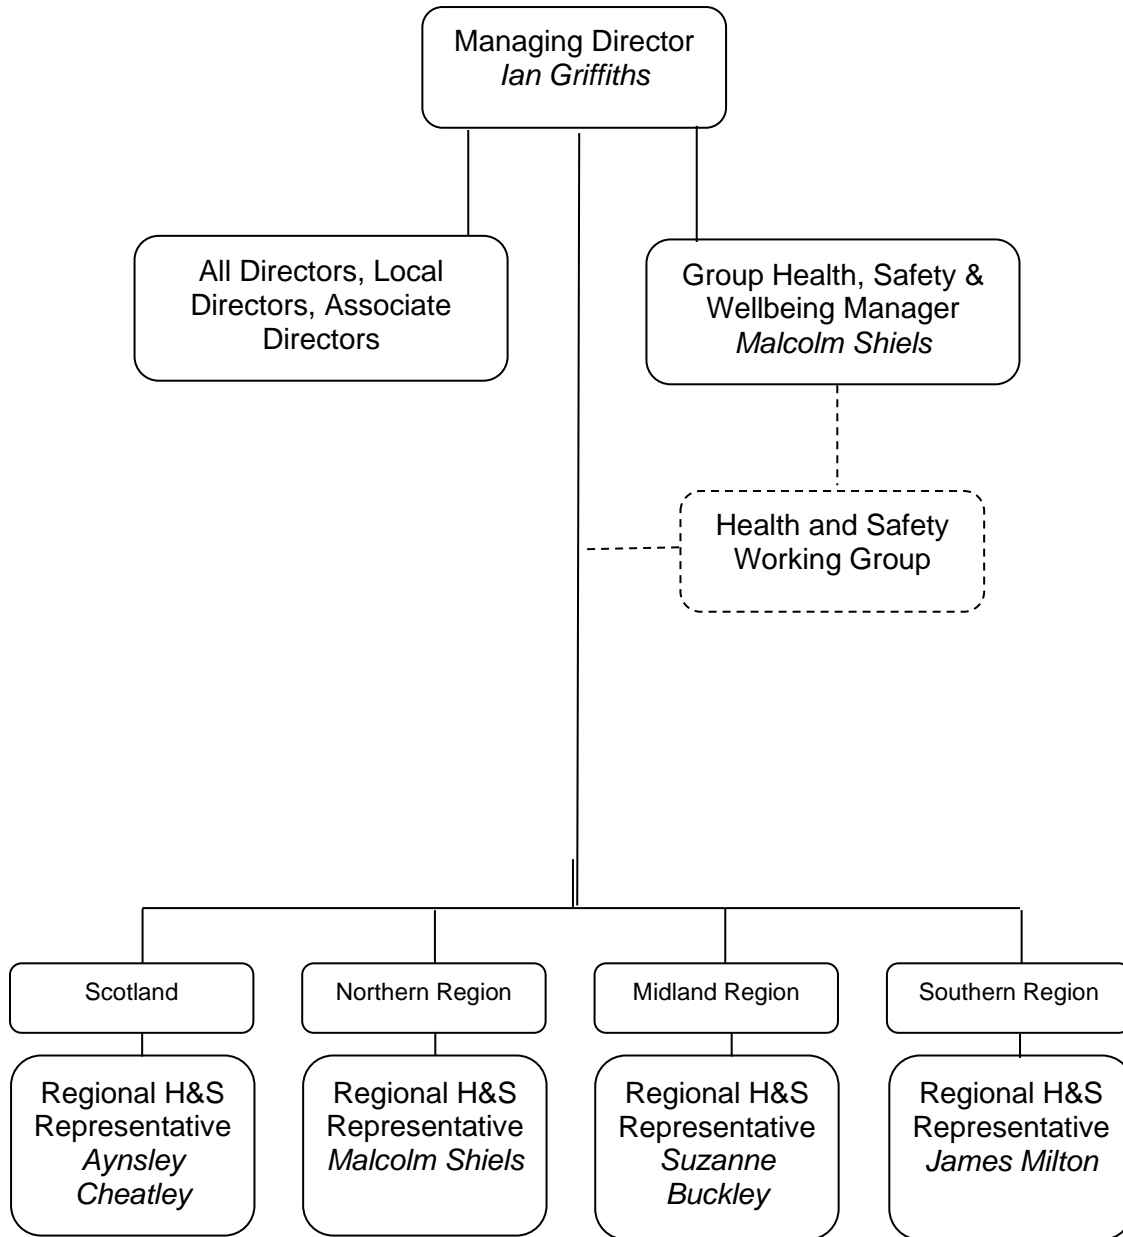 Managing Director
Ian Griffiths
All Directors, Local
Directors, Associate
Directors
Group Health, Safety &
Wellbeing Manager
Malcolm Shiels
Health and Safety
Working Group
Scotland
Northern Region
Midland Region
Southern Region
Regional H&S
Representative
Aynsley
Cheatley
Regional H&S
Representative
Malcolm Shiels
Regional H&S
Representative
Suzanne
Buckley
Regional H&S
Representative
James Milton